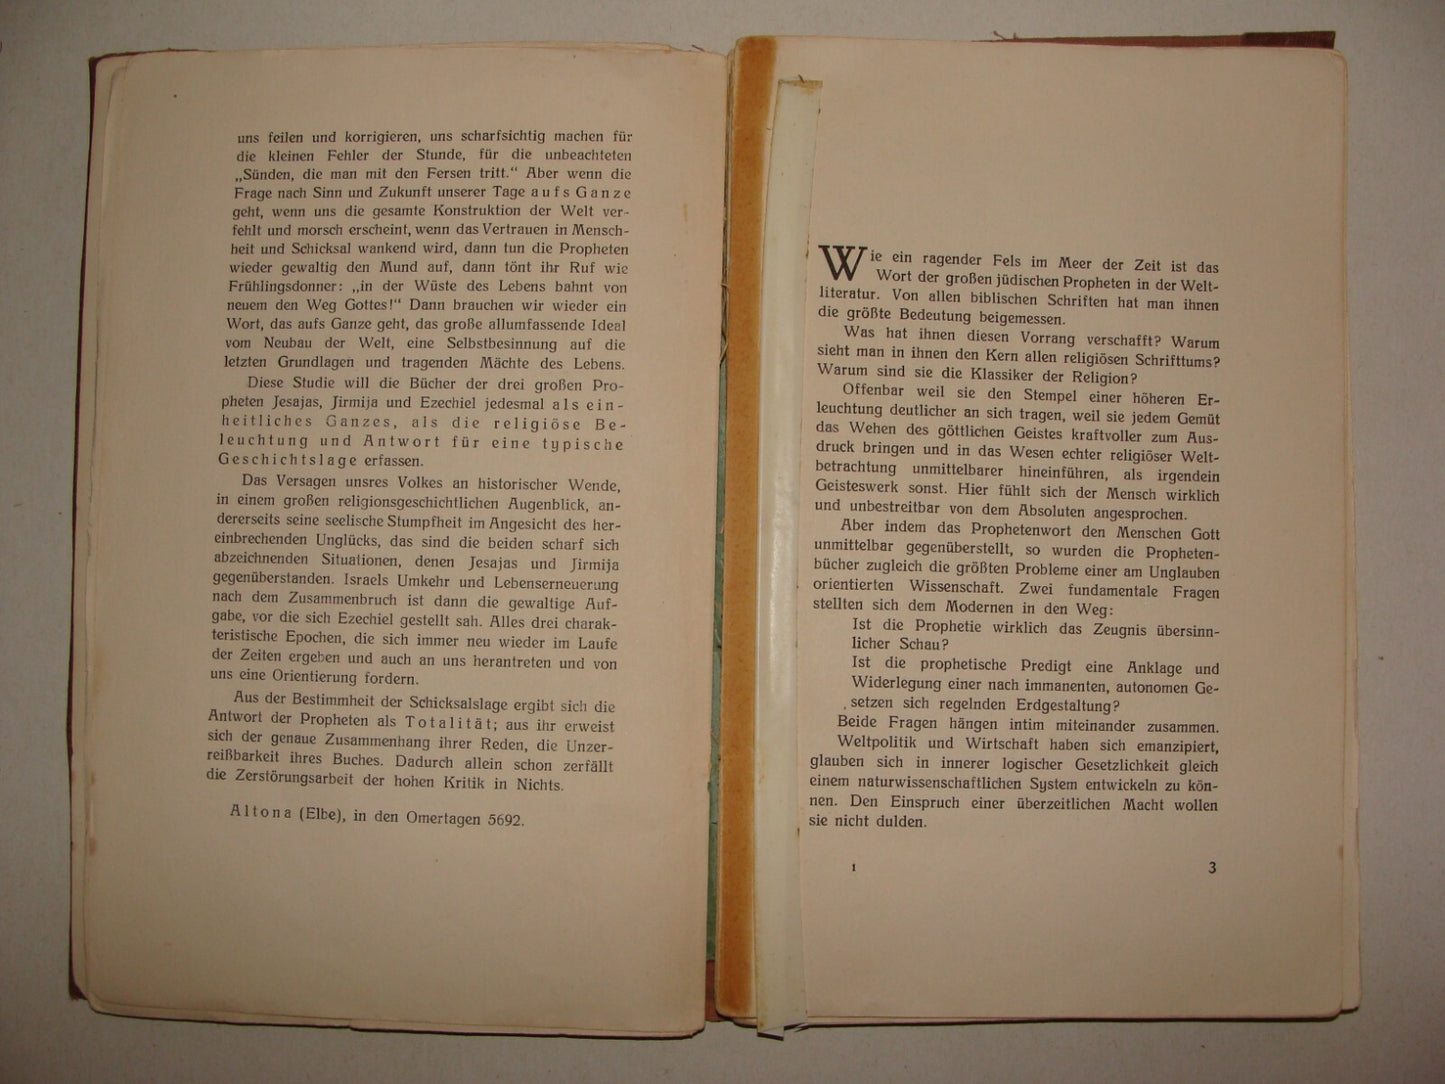 uns feilen und korrigieren, uns scharfsichtig machen für
die kleinen Fehler der Stunde, für die unbeachteten
„Sünden, die man mit den Fersen tritt.“ Aber wenn die
Frage nach Sinn und Zukunft unserer Tage aufs Ganze
geht, wenn uns die gesamte Konstruktion der Welt ver-
fehlt und morsch erscheint, wenn das Vertrauen in Mensch-
heit und Schicksal wankend wird, dann tun die Propheten
wieder gewaltig den Mund auf, dann tönt ihr Ruf wie
Frühlingsdonner: „in der Wüste des Lebens bahnt von
neuem den Weg Gottes!“ Dann brauchen wir wieder ein
Wort, das aufs Ganze geht, das große allumfassende Ideal
vom Neubau der Welt, eine Selbstbesinnung auf die
letzten Grundlagen und tragenden Mächte des Lebens.
Diese Studie will die Bücher der drei großen Pro-
pheten Jesajas, Jirmija und Ezechiel jedesmal als ein-
heitliches Ganzes, als die religiöse Be-
leuchtung und Antwort für eine typische
Geschichtslage erfassen.
Das Versagen unsres Volkes an historischer Wende,
in einem großen religionsgeschichtlichen Augenblick, an-
dererseits seine seelische Stumpfheit im Angesicht des her-
einbrechenden Unglücks, das sind die beiden scharf sich
abzeichnenden Situationen, denen Jesajas und Jirmija
gegenüberstanden. Israels Umkehr und Lebenserneuerung
nach dem Zusammenbruch ist dann die gewaltige Auf-
gabe, vor die sich Ezechiel gestellt sah. Alles drei charak-
teristische Epochen, die sich immer neu wieder im Laufe
der Zeiten ergeben und auch an uns herantreten und von
uns eine Orientierung fordern.
Aus der Bestimmheit der Schicksalslage ergibt sich die
Antwort der Propheten als Totalität; aus ihr erweist
sich der genaue Zusammenhang ihrer Reden, die Unzer-
reißbarkeit ihres Buches. Dadurch allein schon zerfällt
die Zerstörungsarbeit der hohen Kritik in Nichts.
Altona (Elbe), in den Omertagen 5692.
Wie ein ragender Fels im Meer der Zeit ist das
Wort der großen jüdischen Propheten in der Welt-
literatur. Von allen biblischen Schriften hat man ihnen
die größte Bedeutung beigemessen.
Was hat ihnen diesen Vorrang verschafft? Warum
sieht man in ihnen den Kern allen religiösen Schrifttums?
Warum sind sie die Klassiker der Religion?
Offenbar weil sie den Stempel einer höheren Er-
leuchtung deutlicher an sich tragen, weil sie jedem Gemüt
das Wehen des göttlichen Geistes kraftvoller zum Aus-
druck bringen und in das Wesen echter religiöser Welt-
betrachtung unmittelbarer hineinführen, als irgendein
Geisteswerk sonst. Hier fühlt sich der Mensch wirklich
und unbestreitbar von dem Absoluten angesprochen.
Aber indem das Prophetenwort den Menschen Gott
unmittelbar gegenüberstellt, so wurden die Propheten-
bücher zugleich die größten Probleme einer am Unglauben
orientierten Wissenschaft. Zwei fundamentale Fragen
stellten sich dem Modernen in den Weg:
Ist die Prophetie wirklich das Zeugnis übersinn-
licher Schau?
Ist die prophetische Predigt eine Anklage und
Widerlegung einer nach immanenten, autonomen Ge-
setzen sich regelnden Erdgestaltung?
Beide Fragen hängen intim miteinander zusammen.
Weltpolitik und Wirtschaft haben sich emanzipiert,
glauben sich in innerer logischer Gesetzlichkeit gleich
einem naturwissenschaftlichen System entwickeln zu kön-
nen. Den Einspruch einer überzeitlichen Macht wollen
sie nicht dulden.
1 3